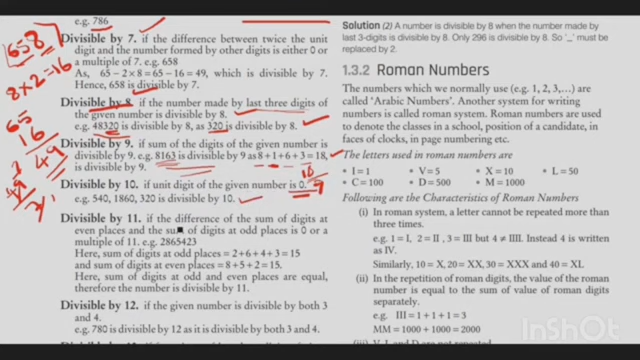 e.g. 786
Divisible by 7. if the difference between twice the unit
digit and the number formed by other digits is either 0 or
a multiple of 7. e.g. 658
As, 65 − 2 × 8 = 65 − 16 = 49, which is divisible by 7.
Hence, 658 is divisible by 7.
Divisible by 8. if the number made by last three digits of
the given number is divisible by 8.
e.g. 48320 is divisible by 8, as 320 is divisible by 8.
Divisible by 9. if sum of the digits of the given number is
divisible by 9. e.g. 8163 is divisible by 9 as 8 + 1 + 6 + 3 = 18,
is divisible by 9.
Divisible by 10. if unit digit of the given number is 0.
e.g. 540, 1860, 320 is divisible by 10.
Divisible by 11. if the difference of the sum of digits at
even places and the sum of digits at odd places is 0 or
a multiple of 11. e.g. 2865423
Here, sum of digits at odd places = 2 + 6 + 4 + 3 = 15
and sum of digits at even places = 8 + 5 + 2 = 15.
Here, sum of digits at odd and even places are equal,
therefore the number is divisible by 11.
Divisible by 12. if the given number is divisible by both 3
and 4.
e.g. 780 is divisible by 12 as it is divisible by both 3 and 4.
658
8 × 2 = 16
65
16
49
18
9
Solution (2) A number is divisible by 8 when the number made by
last 3-digits is divisible by 8. Only 296 is divisible by 8. So '_' must
be replaced by 2.
1.3.2 Roman Numbers
The numbers which we normally use (e.g. 1, 2, 3,...) are
called 'Arabic Numbers'. Another system for writing
numbers is called roman system. Roman numbers are
used to denote the classes in a school, position of a candidate, in
faces of clocks, in page numbering etc.
The letters used in roman numbers are
• I = 1 • V = 5 • X = 10 • L = 50
• C = 100 • D = 500 • M = 1000
Following are the Characteristics of Roman Numbers
(i) In roman system, a letter cannot be repeated more than
three times.
e.g. 1 = I, 2 = II, 3 = III but 4 ≠ IIII. Instead 4 is written
as IV.
Similarly, 10 = X, 20 = XX, 30 = XXX and 40 = XL.
(ii) In the repetition of roman digits, the value of the roman
number is equal to the sum of value of roman digits
separately.
e.g. III = 1 + 1 + 1 = 3
MM = 1000 + 1000 = 2000
(iii) V, L and D are not repeated.
InShOt